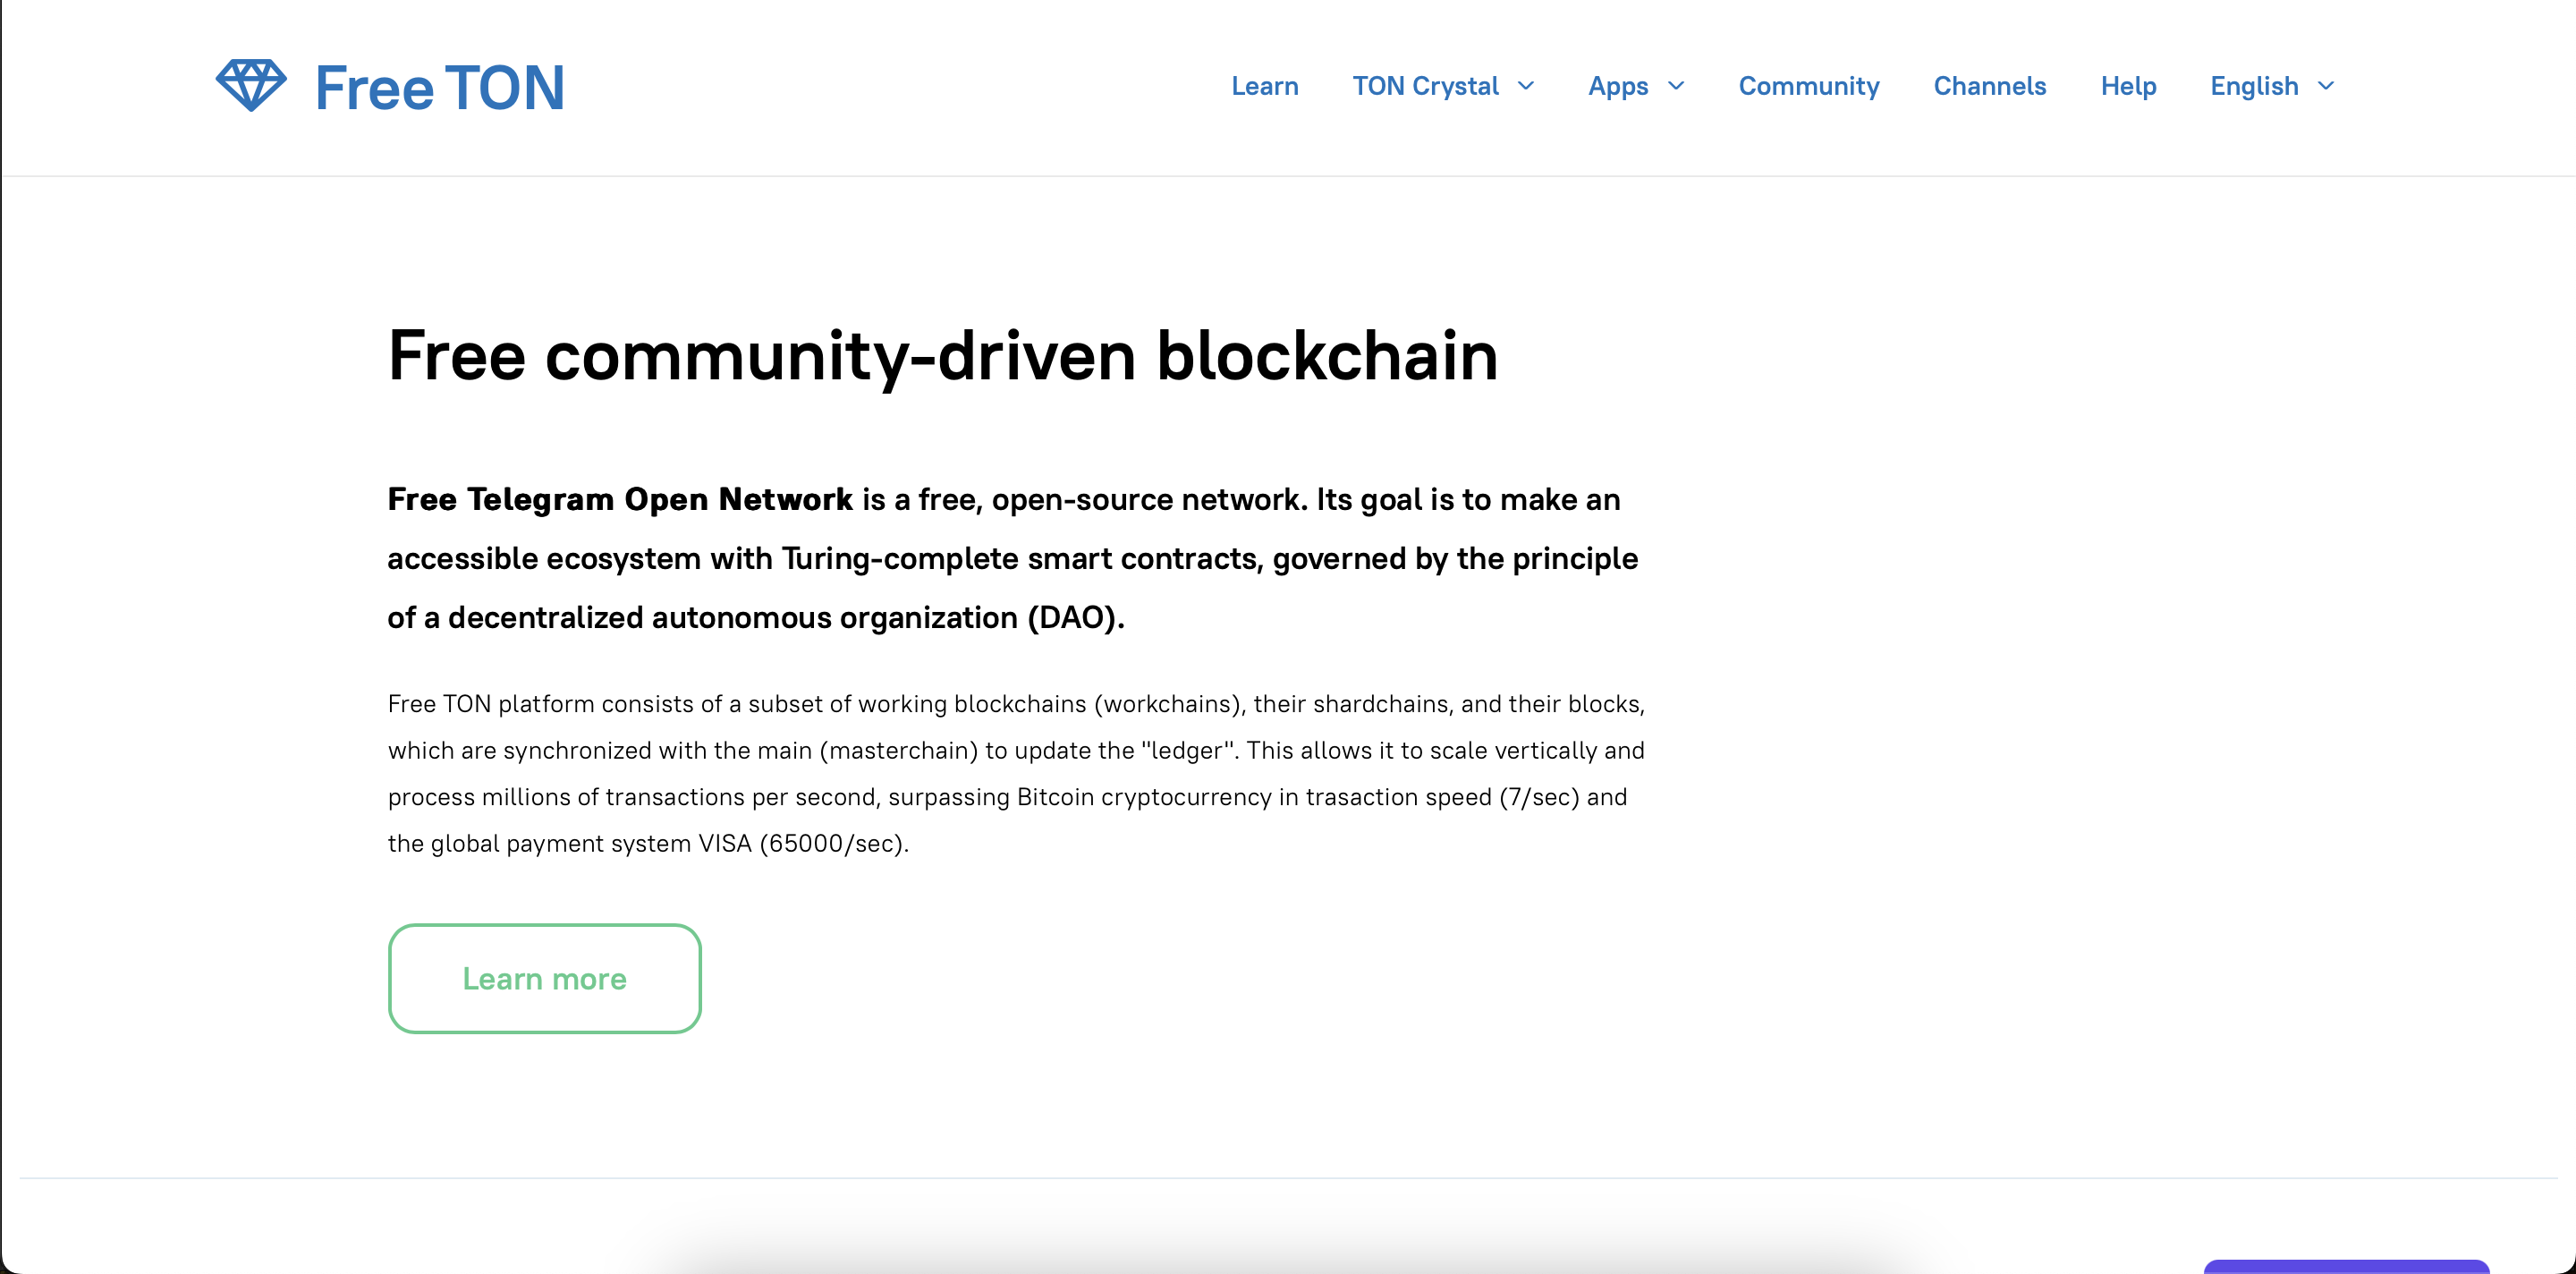 Free TON
Learn
TON Crystal
Apps
Community
Channels
Help
English
Free community-driven blockchain
Free Telegram Open Network is a free, open-source network. Its goal is to make an
accessible ecosystem with Turing-complete smart contracts, governed by the principle
of a decentralized autonomous organization (DAO).
Free TON platform consists of a subset of working blockchains (workchains), their shardchains, and their blocks,
which are synchronized with the main (masterchain) to update the "ledger". This allows it to scale vertically and
process millions of transactions per second, surpassing Bitcoin cryptocurrency in trasaction speed (7/sec) and
the global payment system VISA (65000/sec).
Learn more